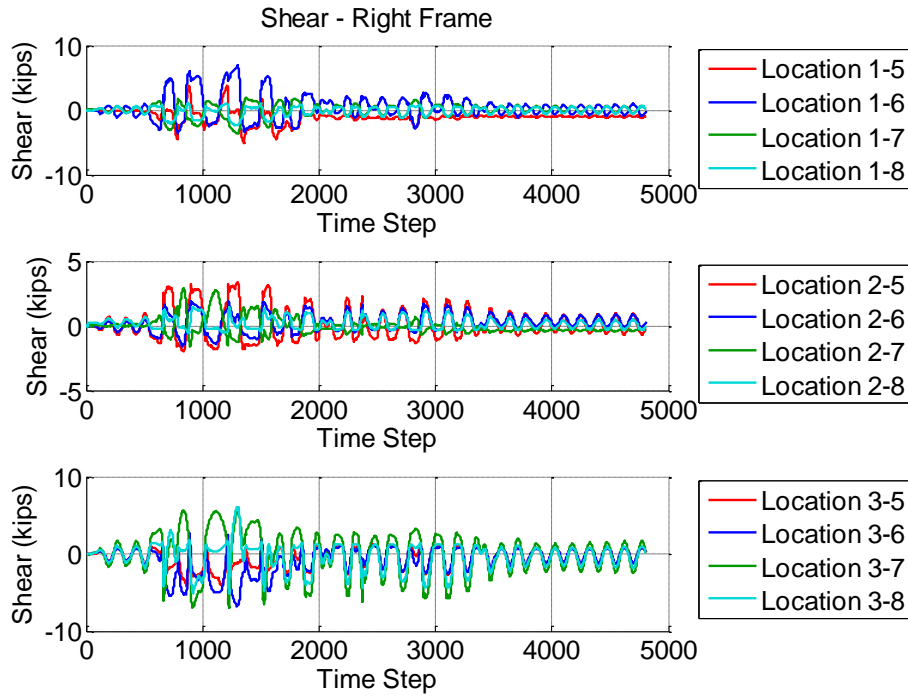 Shear - Right Frame
Shear (kips)
10
0
-10
0 1000 2000 3000 4000 5000
Time Step
Location 1-5
Location 1-6
Location 1-7
Location 1-8
Shear (kips)
5
0
-5
0 1000 2000 3000 4000 5000
Time Step
Location 2-5
Location 2-6
Location 2-7
Location 2-8
Shear (kips)
10
0
-10
0 1000 2000 3000 4000 5000
Time Step
Location 3-5
Location 3-6
Location 3-7
Location 3-8